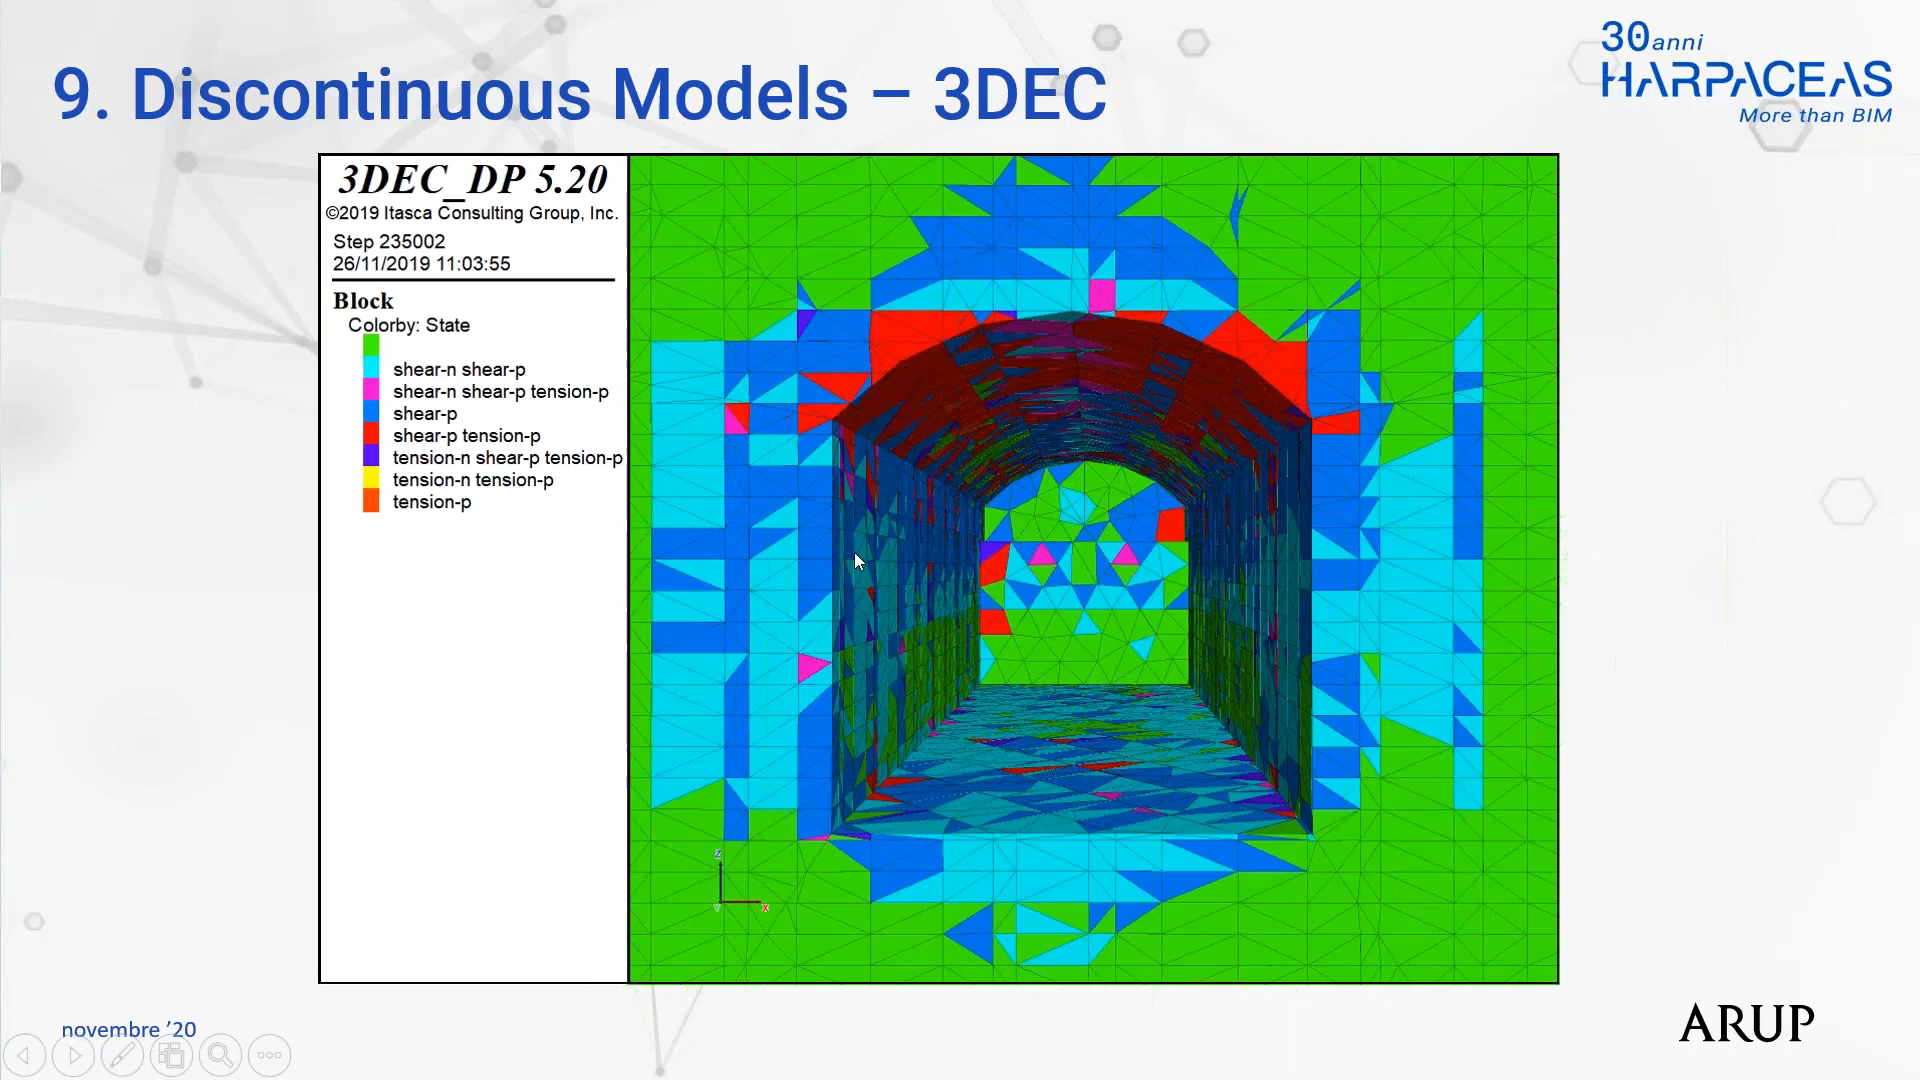 9. Discontinuous Models – 3DEC
30anni
HARPACEAS
More than BIM
3DEC_DP 5.20
©2019 Itasca Consulting Group, Inc.
Step 235002
26/11/2019 11:03:55
Block
Colorby: State
shear-n shear-p
shear-n shear-p tension-p
shear-p
shear-p tension-p
tension-n shear-p tension-p
tension-n tension-p
tension-p
Z
Y
X
novembre ’20
ARUP